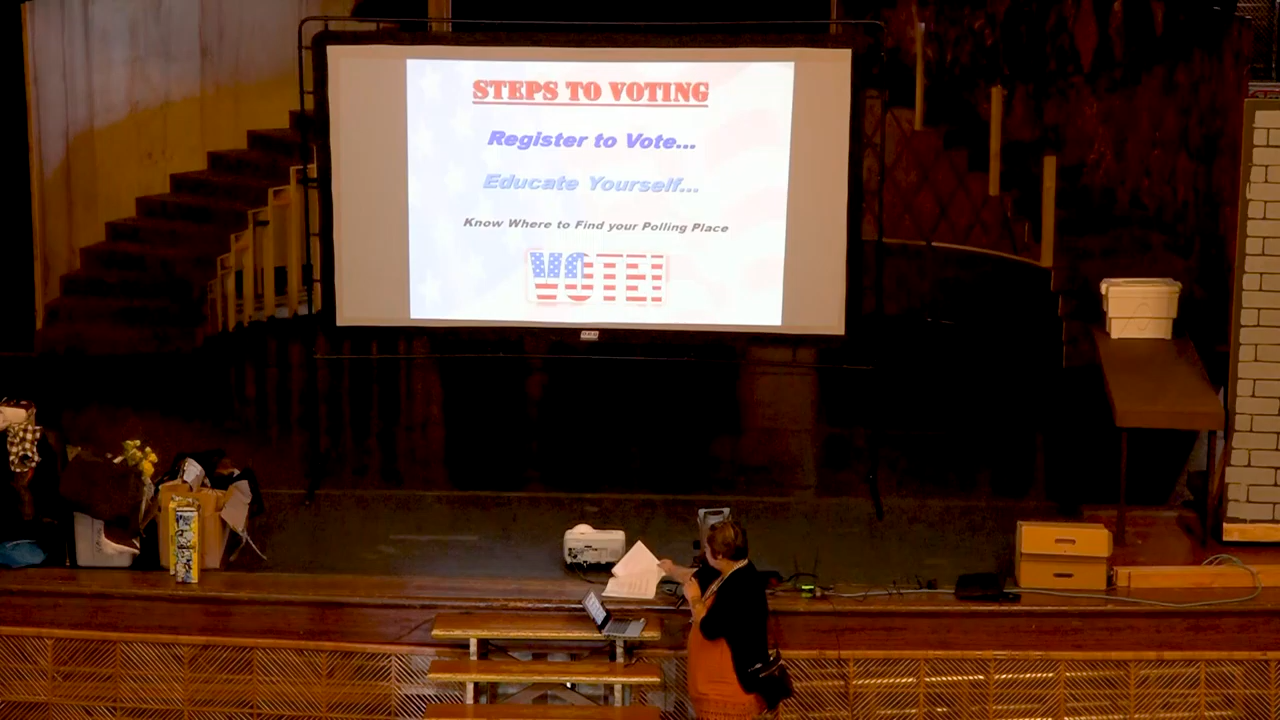 STEPS TO VOTING
Register to Vote...
Educate Yourself...
Know Where to Find your Polling Place
VOTE!